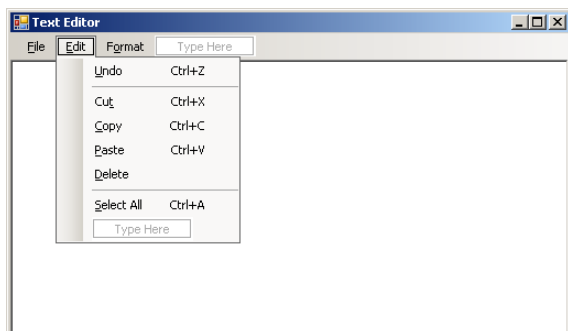 Text Editor
File Edit Format Type Here
Undo Ctrl+Z
Cut Ctrl+X
Copy Ctrl+C
Paste Ctrl+V
Delete
Select All Ctrl+A
Type Here